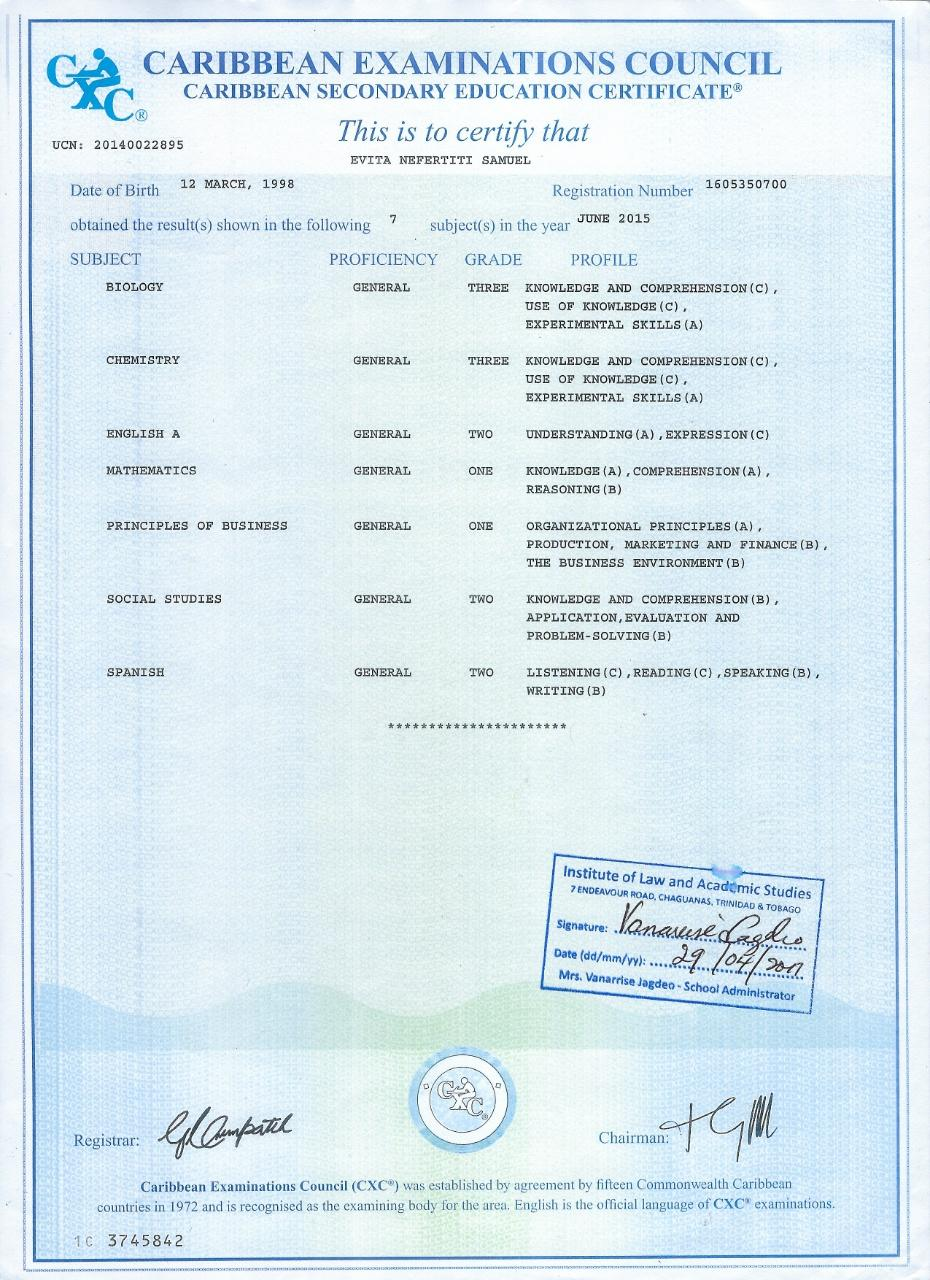 CARIBBEAN EXAMINATIONS COUNCIL
CXC®
CARIBBEAN SECONDARY EDUCATION CERTIFICATE®
This is to certify that
UCN: 20140022895
EVITA NEFERTITI SAMUEL
Date of Birth 12 MARCH, 1998 Registration Number 1605350700
obtained the result(s) shown in the following 7 subject(s) in the year JUNE 2015
SUBJECT PROFICIENCY GRADE PROFILE
BIOLOGY GENERAL THREE KNOWLEDGE AND COMPREHENSION(C),
USE OF KNOWLEDGE(C),
EXPERIMENTAL SKILLS(A)
CHEMISTRY GENERAL THREE KNOWLEDGE AND COMPREHENSION(C),
USE OF KNOWLEDGE(C),
EXPERIMENTAL SKILLS(A)
ENGLISH A GENERAL TWO UNDERSTANDING(A),EXPRESSION(C)
MATHEMATICS GENERAL ONE KNOWLEDGE(A),COMPREHENSION(A),
REASONING(B)
PRINCIPLES OF BUSINESS GENERAL ONE ORGANIZATIONAL PRINCIPLES(A),
PRODUCTION, MARKETING AND FINANCE(B),
THE BUSINESS ENVIRONMENT(B)
SOCIAL STUDIES GENERAL TWO KNOWLEDGE AND COMPREHENSION(B),
APPLICATION,EVALUATION AND
PROBLEM-SOLVING(B)
SPANISH GENERAL TWO LISTENING(C),READING(C),SPEAKING(B),
WRITING(B)
**********************
Institute of Law and Academic Studies
7 ENDEAVOUR ROAD, CHAGUANAS, TRINIDAD & TOBAGO
Signature: Vanarrise Jagdeo
Date (dd/mm/yy): 29/04/2017
Mrs. Vanarrise Jagdeo - School Administrator
CXC®
Registrar:
Chairman:
Caribbean Examinations Council (CXC®) was established by agreement by fifteen Commonwealth Caribbean
countries in 1972 and is recognised as the examining body for the area. English is the official language of CXC® examinations.
1C 3745842